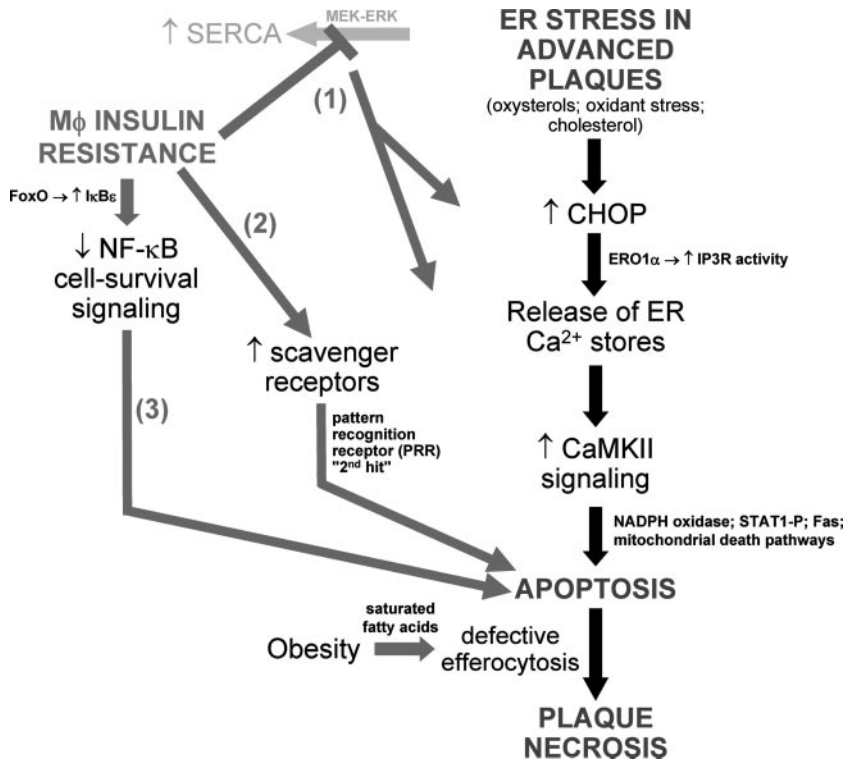 ↑ SERCA
MEK-ERK
(1)
Mϕ INSULIN
RESISTANCE
FoxO → ↑ IκBε
(2)
↓ NF-κB
cell-survival
signaling
↑ scavenger
receptors
(3)
pattern
recognition
receptor (PRR)
"2nd hit"
ER STRESS IN
ADVANCED
PLAQUES
(oxysterols; oxidant stress;
cholesterol)
↑ CHOP
ERO1α → ↑ IP3R activity
Release of ER
Ca²⁺ stores
↑ CaMKII
signaling
NADPH oxidase; STAT1-P; Fas;
mitochondrial death pathways
APOPTOSIS
Obesity
saturated
fatty acids
defective
efferocytosis
PLAQUE
NECROSIS